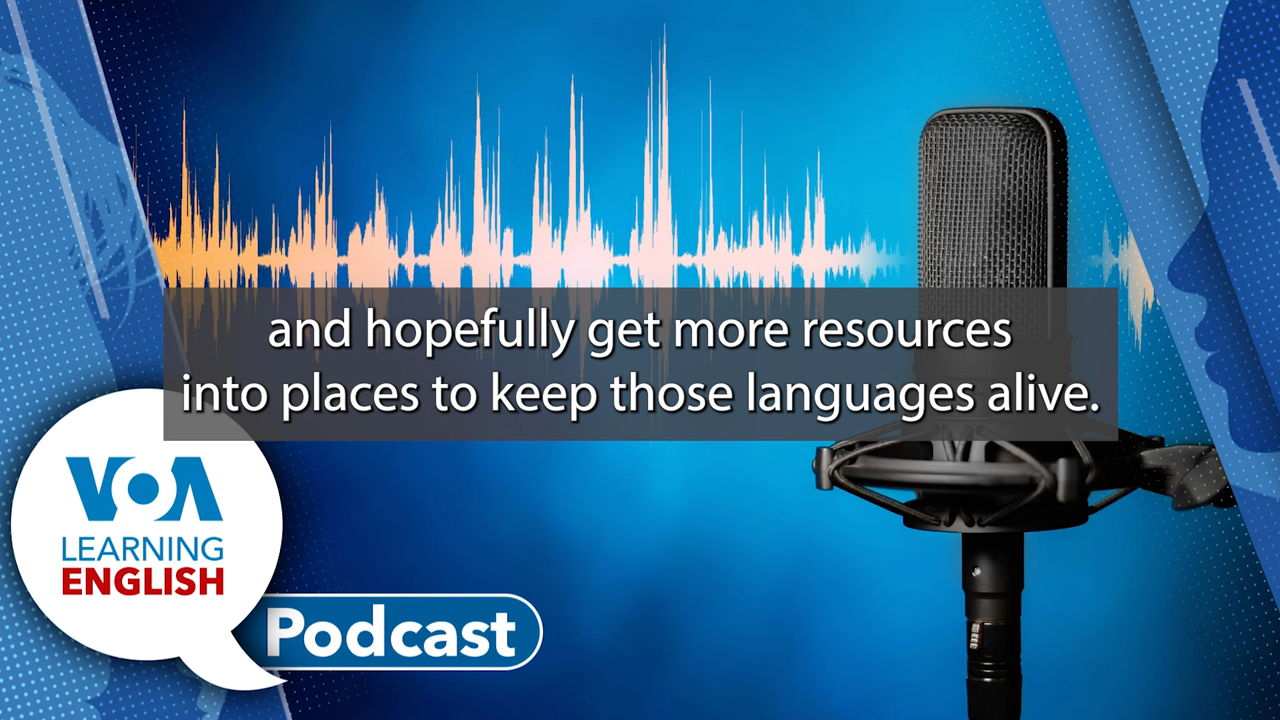 and hopefully get more resources
into places to keep those languages alive.
VOA
LEARNING
ENGLISH
Podcast